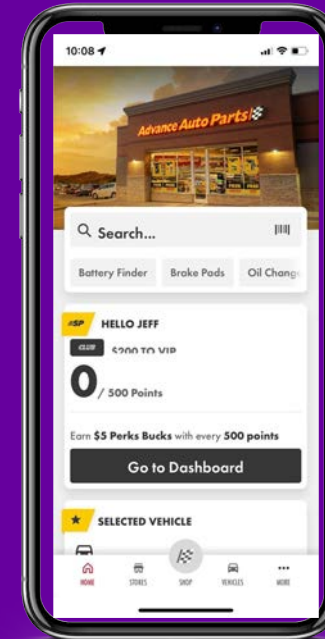 10:08
Advance Auto Parts
Search...
Battery Finder Brake Pads Oil Change
#SP HELLO JEFF
CLUB $200 TO VIP
0 / 500 Points
Earn $5 Perks Bucks with every 500 points
Go to Dashboard
SELECTED VEHICLE
HOME STORES SHOP VEHICLES MORE